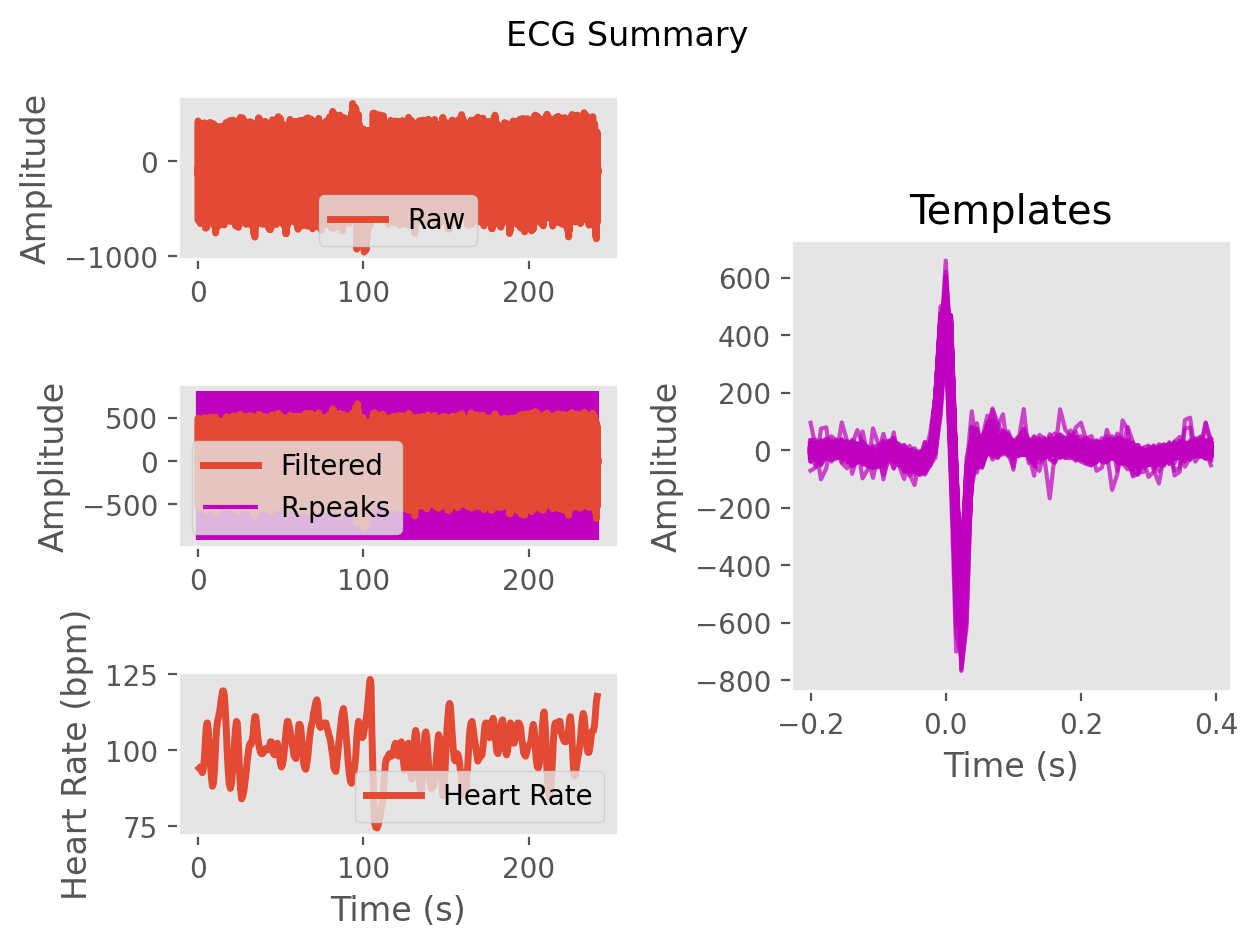 ECG Summary
Amplitude
0
−1000
Raw
0 100 200
Amplitude
500
0
−500
Filtered
R-peaks
0 100 200
Heart Rate (bpm)
125
100
75
Heart Rate
0 100 200
Time (s)
Templates
Amplitude
600
400
200
0
−200
−400
−600
−800
−0.2 0.0 0.2 0.4
Time (s)